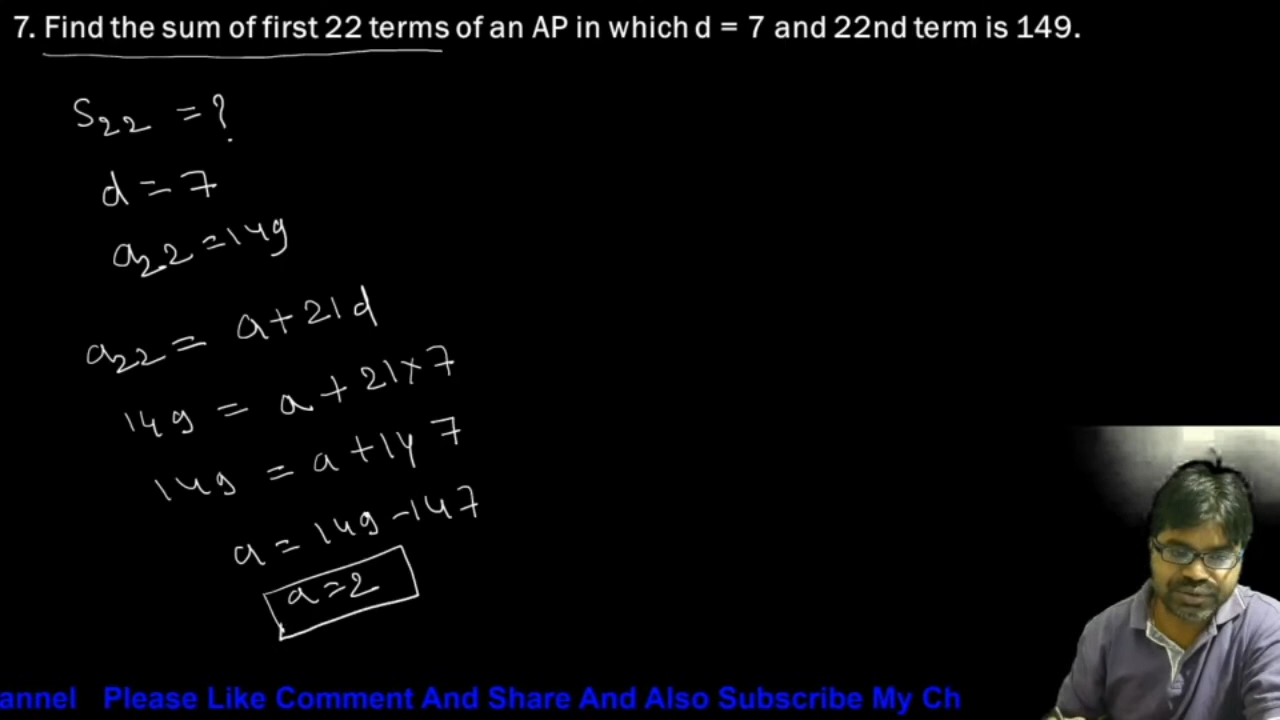 7. Find the sum of first 22 terms of an AP in which d = 7 and 22nd term is 149.
S22 = ?
d = 7
a22 = 149
a22 = a + 21d
149 = a + 21 × 7
149 = a + 147
a = 149 - 147
a = 2
annel Please Like Comment And Share And Also Subscribe My Ch